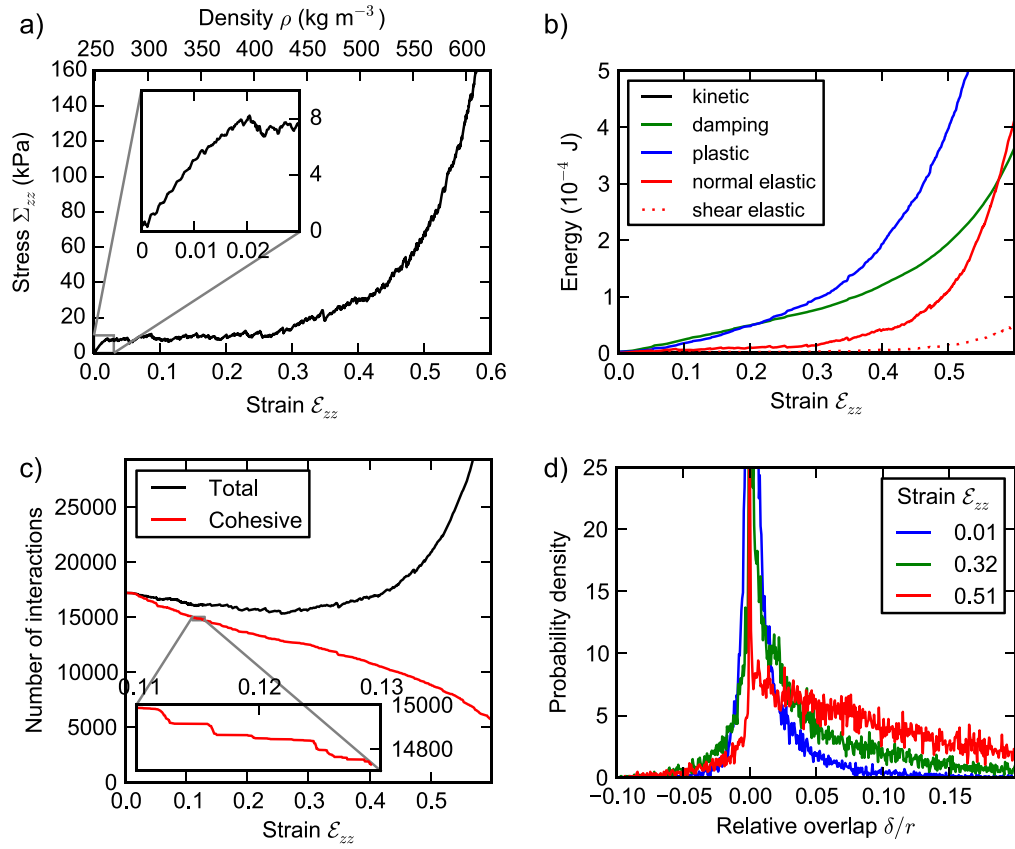 a)
Density ρ (kg m⁻³)
250 300 350 400 450 500 550 600
Stress Σzz (kPa)
160
140
120
100
80
60
40
20
0
8
4
0
0 0.01 0.02
0.0 0.1 0.2 0.3 0.4 0.5 0.6
Strain Ɛzz
b)
Energy (10⁻⁴ J)
5
4
3
2
1
0
kinetic
damping
plastic
normal elastic
shear elastic
0.0 0.1 0.2 0.3 0.4 0.5
Strain Ɛzz
c)
Number of interactions
25000
20000
15000
10000
5000
0
Total
Cohesive
0.11 0.12 0.13
15000
14800
0.0 0.1 0.2 0.3 0.4 0.5
Strain Ɛzz
d)
Probability density
25
20
15
10
5
0
Strain Ɛzz
0.01
0.32
0.51
−0.10 −0.05 0.00 0.05 0.10 0.15
Relative overlap δ/r